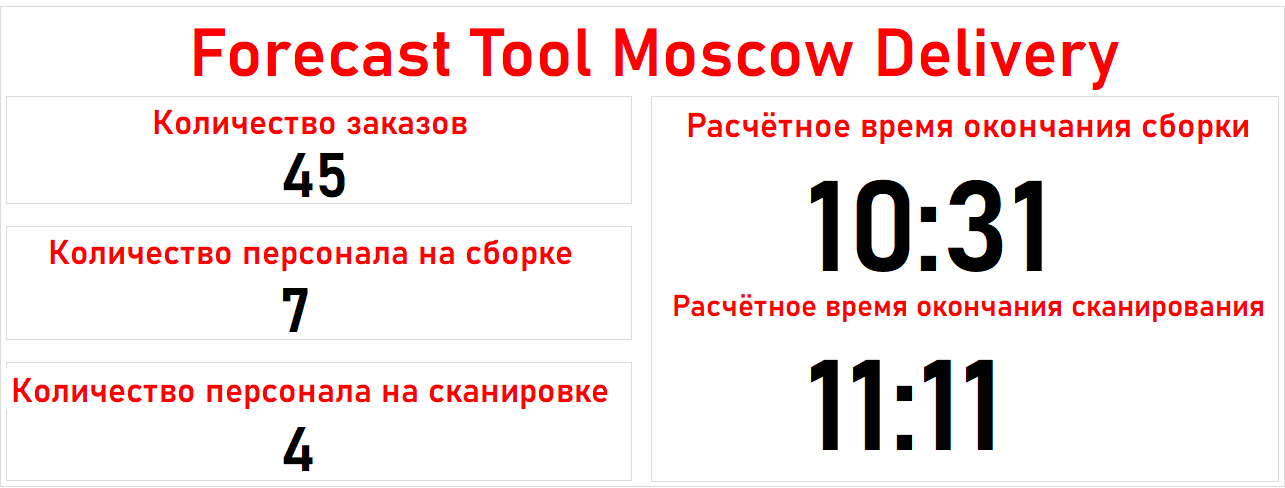 Forecast Tool Moscow Delivery
Количество заказов
45
Количество персонала на сборке
7
Количество персонала на сканировке
4
Расчётное время окончания сборки
10:31
Расчётное время окончания сканирования
11:11